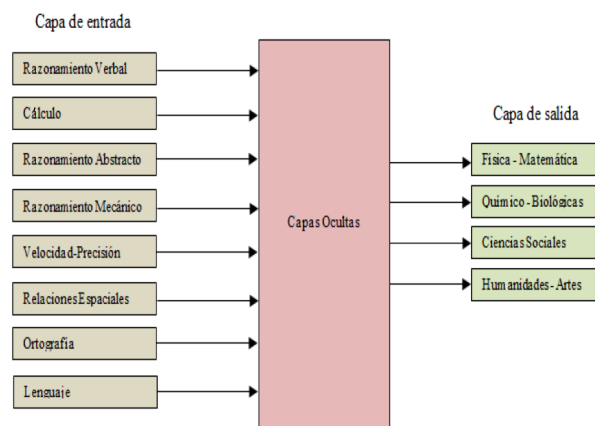 Capa de entrada
Razonamiento Verbal
Cálculo
Razonamiento Abstracto
Razonamiento Mecánico
Velocidad-Precisión
Relaciones Espaciales
Ortografía
Lenguaje
Capas Ocultas
Capa de salida
Física - Matemática
Químico - Biológicas
Ciencias Sociales
Humanidades - Artes